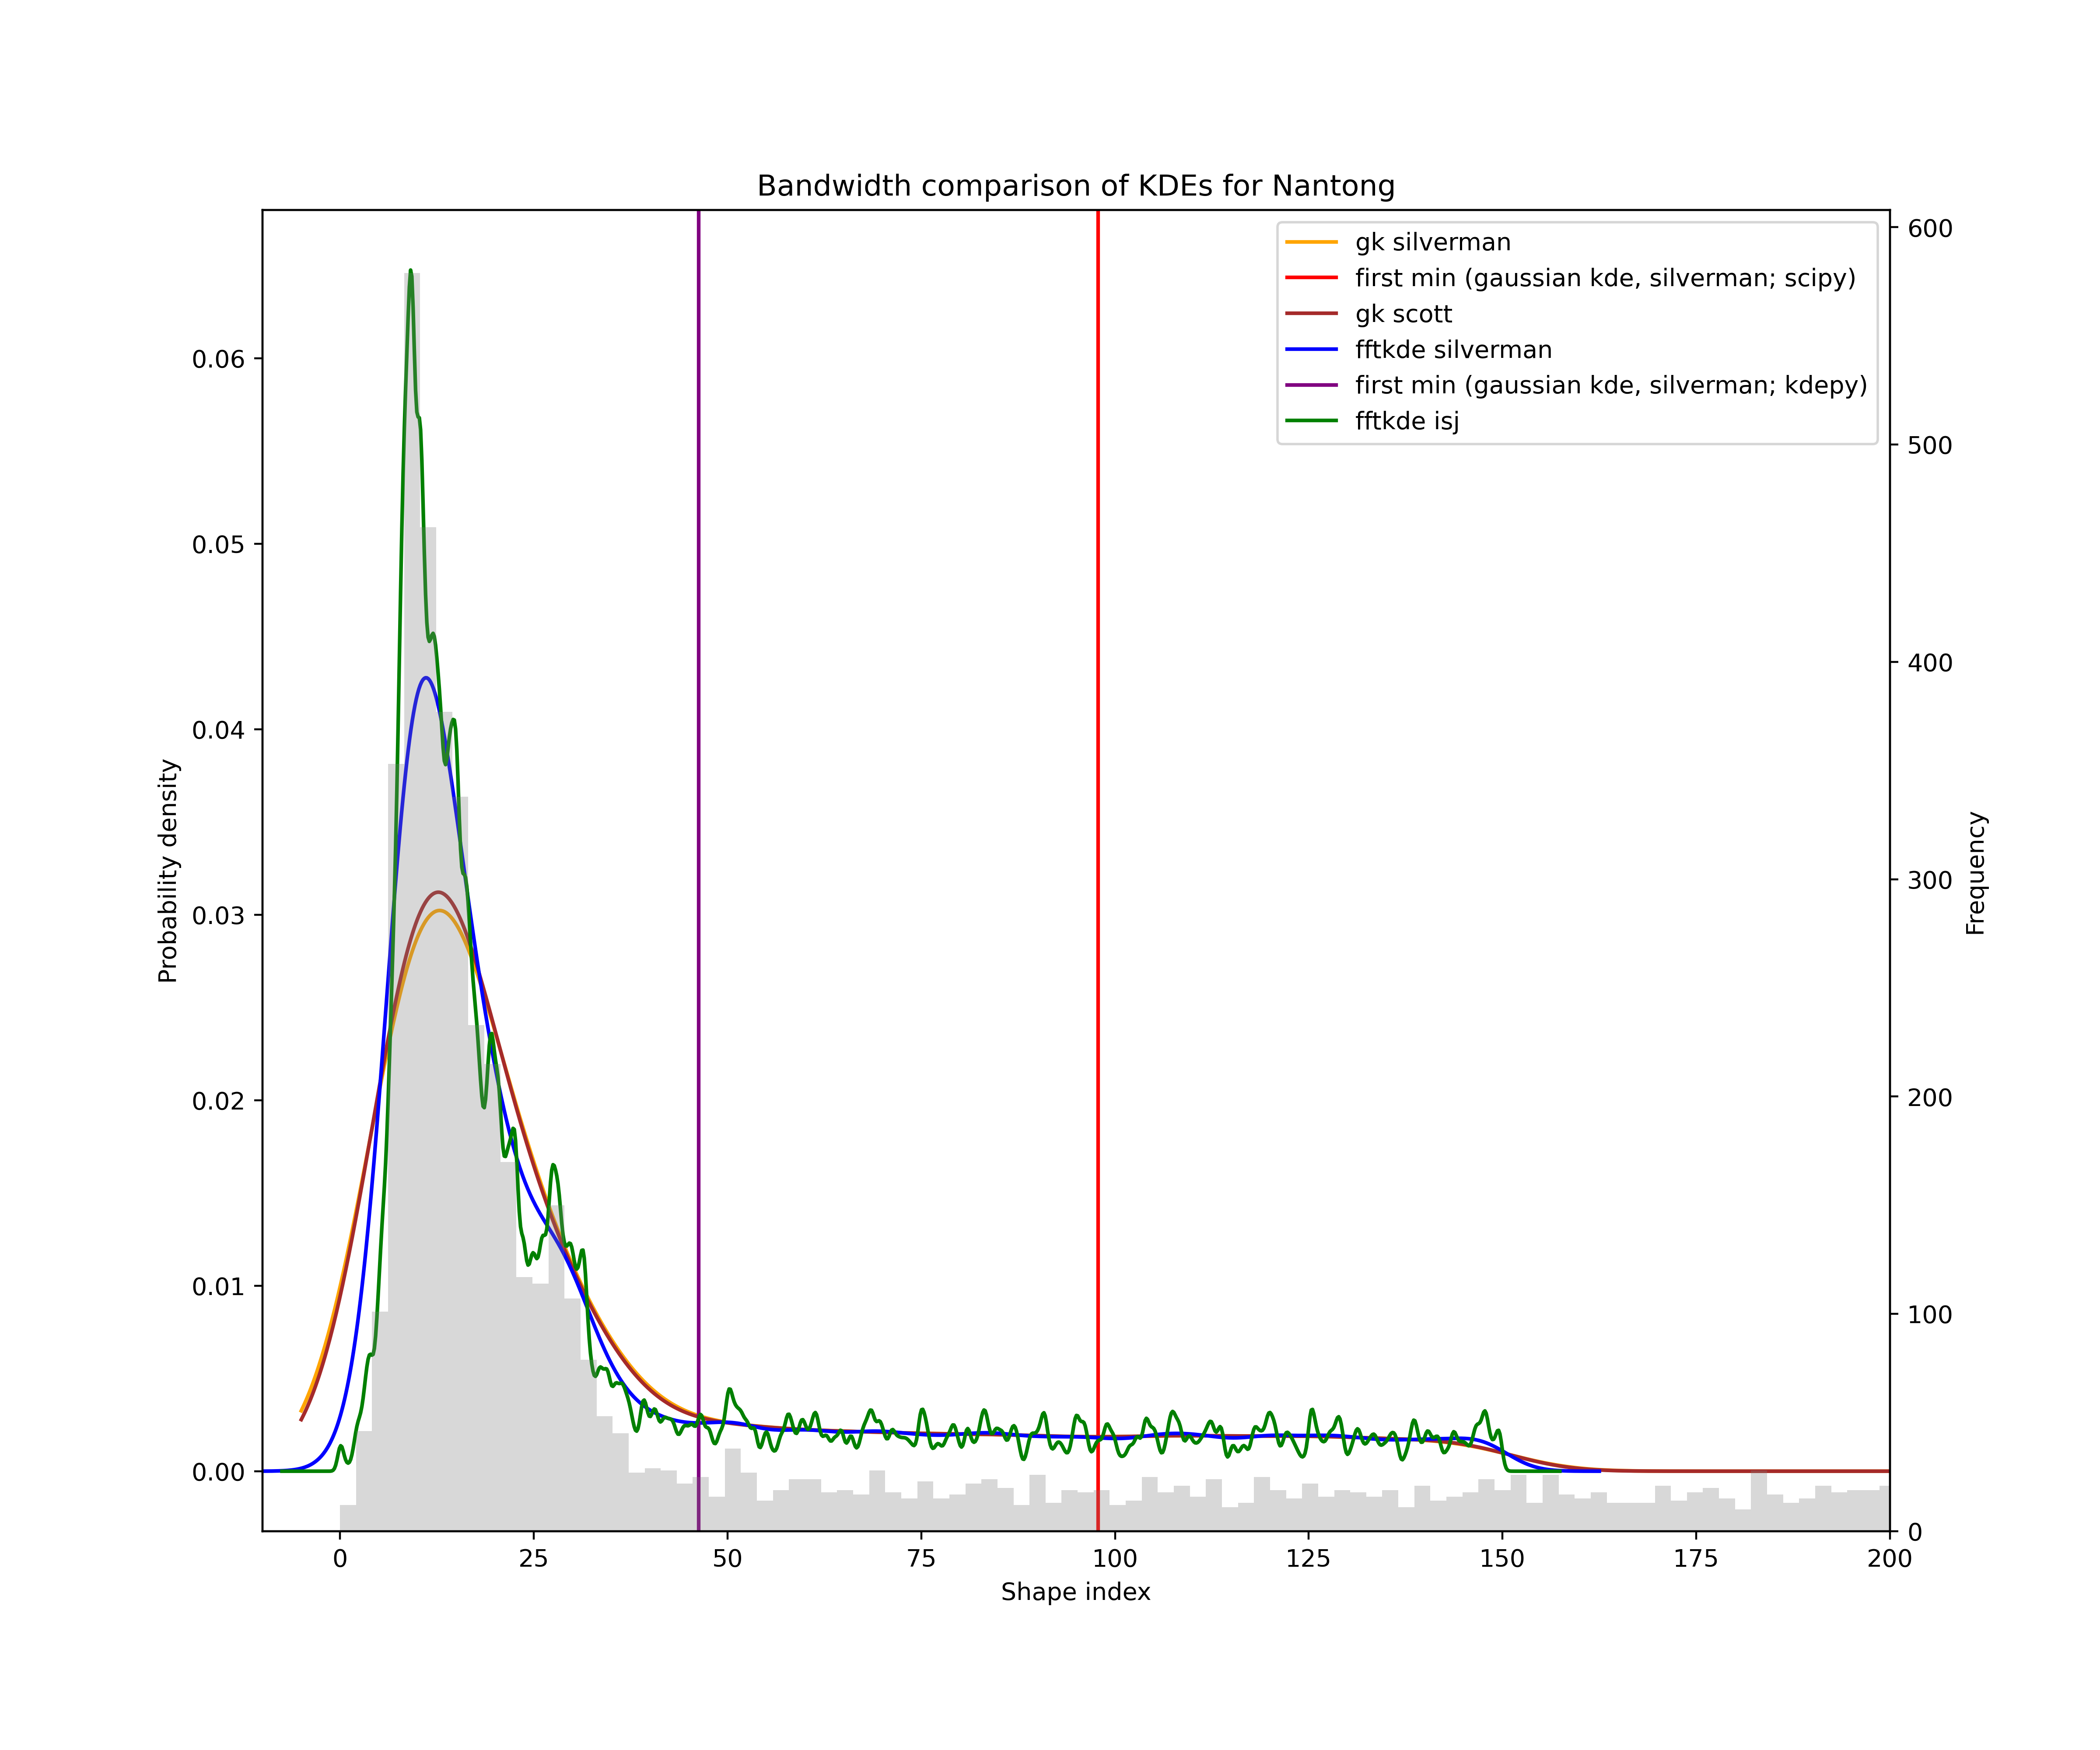 Bandwidth comparison of KDEs for Nantong
gk silverman
first min (gaussian kde, silverman; scipy)
gk scott
fftkde silverman
first min (gaussian kde, silverman; kdepy)
fftkde isj
Probability density
0.06
0.05
0.04
0.03
0.02
0.01
0.00
600
500
400
300
200
100
0
Frequency
0 25 50 75 100 125 150 175 200
Shape index